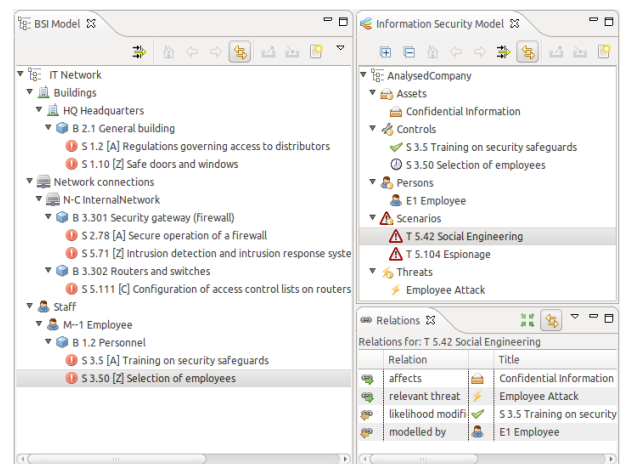 BSI Model
IT Network
Buildings
HQ Headquarters
B 2.1 General building
S 1.2 [A] Regulations governing access to distributors
S 1.10 [Z] Safe doors and windows
Network connections
N-C InternalNetwork
B 3.301 Security gateway (firewall)
S 2.78 [A] Secure operation of a firewall
S 5.71 [Z] Intrusion detection and intrusion response syste
B 3.302 Routers and switches
S 5.111 [C] Configuration of access control lists on routers
Staff
M--1 Employee
B 1.2 Personnel
S 3.5 [A] Training on security safeguards
S 3.50 [Z] Selection of employees
Information Security Model
AnalysedCompany
Assets
Confidential Information
Controls
S 3.5 Training on security safeguards
S 3.50 Selection of employees
Persons
E1 Employee
Scenarios
T 5.42 Social Engineering
T 5.104 Espionage
Threats
Employee Attack
Relations
Relations for: T 5.42 Social Engineering
Relation Title
affects Confidential Information
relevant threat Employee Attack
likelihood modifi S 3.5 Training on security
modelled by E1 Employee